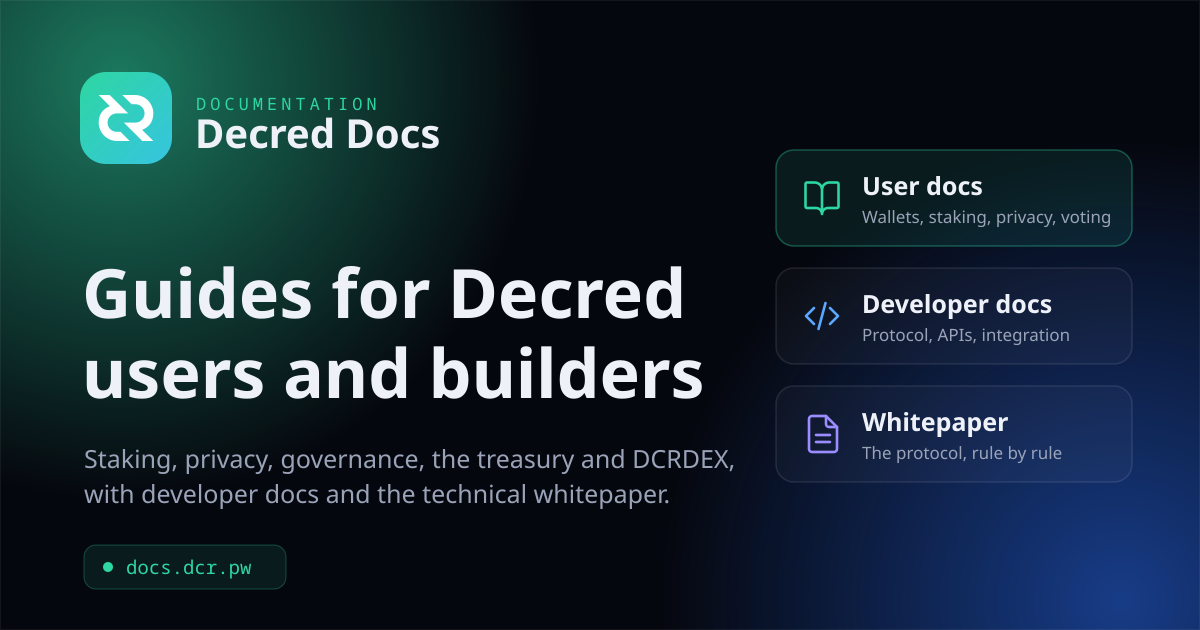 DOCUMENTATION
Decred Docs
Guides for Decred
users and builders
Staking, privacy, governance, the treasury and DCRDEX,
with developer docs and the technical whitepaper.
docs.dcr.pw
User docs
Wallets, staking, privacy, voting
Developer docs
Protocol, APIs, integration
Whitepaper
The protocol, rule by rule